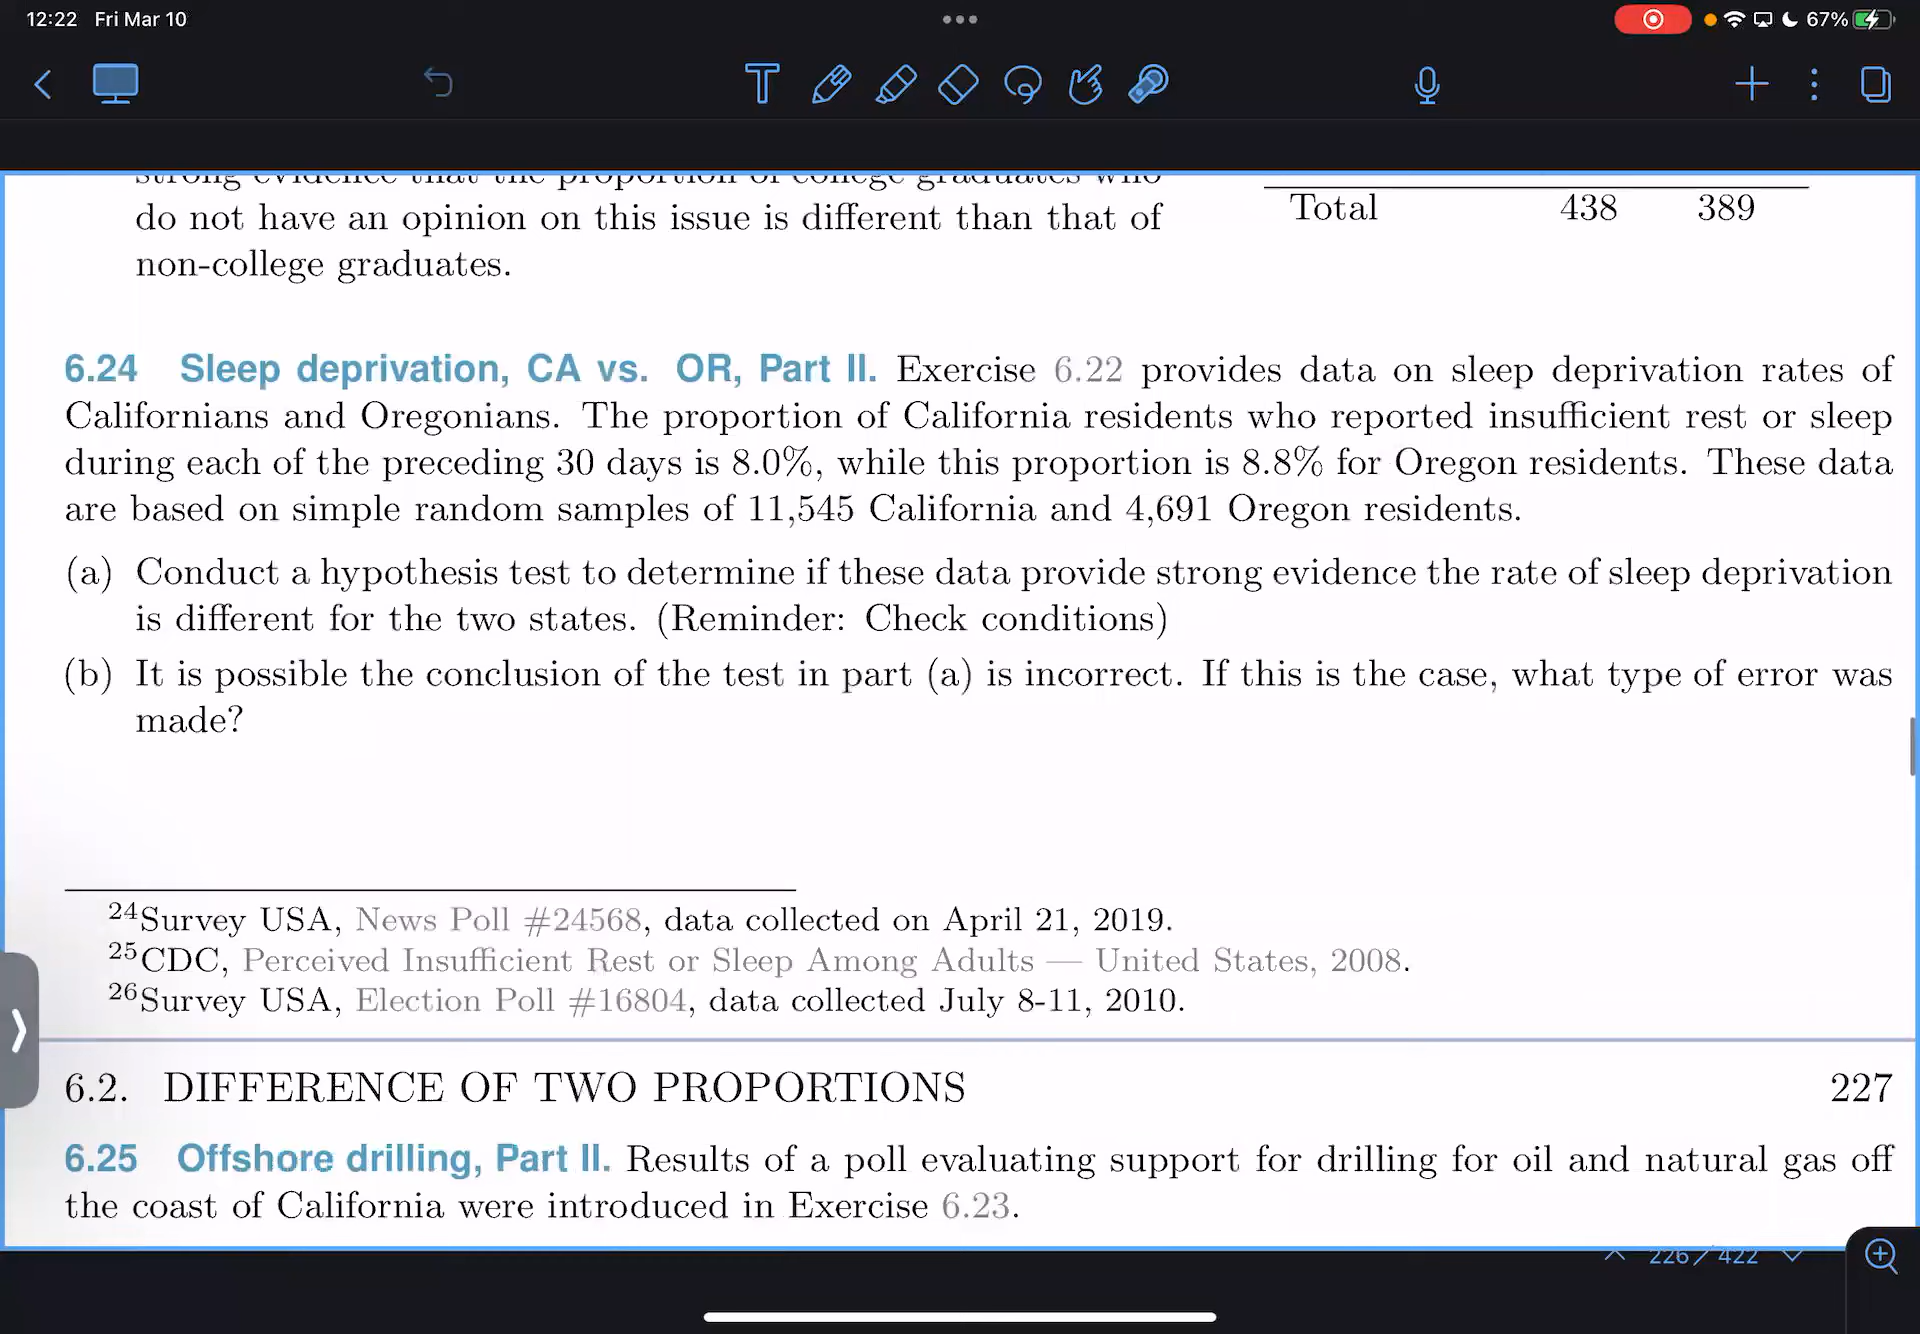 12:22 Fri Mar 10
67%
strong evidence that the proportion of college graduates who
do not have an opinion on this issue is different than that of
non-college graduates.
Total 438 389
6.24 Sleep deprivation, CA vs. OR, Part II. Exercise 6.22 provides data on sleep deprivation rates of
Californians and Oregonians. The proportion of California residents who reported insufficient rest or sleep
during each of the preceding 30 days is 8.0%, while this proportion is 8.8% for Oregon residents. These data
are based on simple random samples of 11,545 California and 4,691 Oregon residents.
(a) Conduct a hypothesis test to determine if these data provide strong evidence the rate of sleep deprivation
is different for the two states. (Reminder: Check conditions)
(b) It is possible the conclusion of the test in part (a) is incorrect. If this is the case, what type of error was
made?
24Survey USA, News Poll #24568, data collected on April 21, 2019.
25CDC, Perceived Insufficient Rest or Sleep Among Adults — United States, 2008.
26Survey USA, Election Poll #16804, data collected July 8-11, 2010.
6.2. DIFFERENCE OF TWO PROPORTIONS 227
6.25 Offshore drilling, Part II. Results of a poll evaluating support for drilling for oil and natural gas off
the coast of California were introduced in Exercise 6.23.
226/422